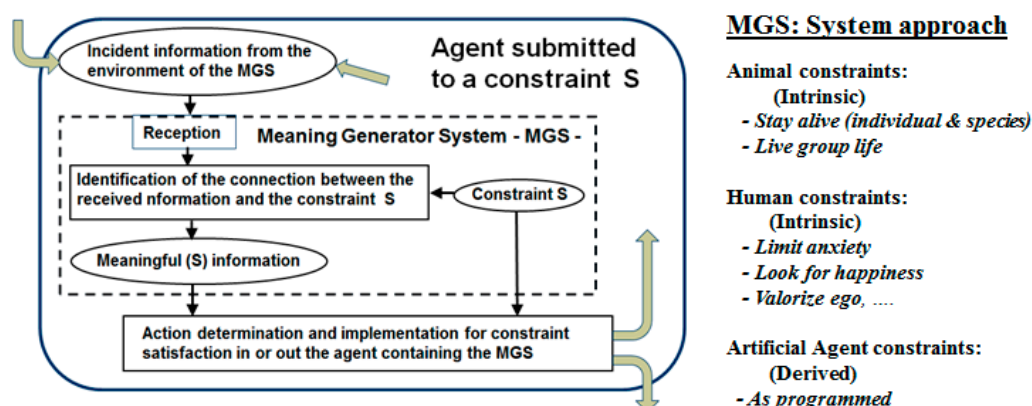 Incident information from the
environment of the MGS
Agent submitted
to a constraint S
Reception
Meaning Generator System - MGS -
Identification of the connection between the
received nformation and the constraint S
Constraint S
Meaningful (S) information
Action determination and implementation for constraint
satisfaction in or out the agent containing the MGS
MGS: System approach
Animal constraints:
(Intrinsic)
- Stay alive (individual & species)
- Live group life
Human constraints:
(Intrinsic)
- Limit anxiety
- Look for happiness
- Valorize ego, ....
Artificial Agent constraints:
(Derived)
- As programmed